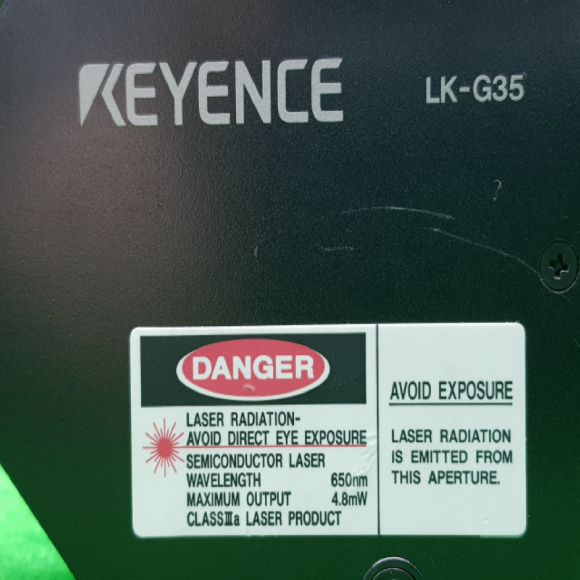 KEYENCE
LK-G35
DANGER
LASER RADIATION-
AVOID DIRECT EYE EXPOSURE
SEMICONDUCTOR LASER
WAVELENGTH 650nm
MAXIMUM OUTPUT 4.8mW
CLASSⅢa LASER PRODUCT
AVOID EXPOSURE
LASER RADIATION
IS EMITTED FROM
THIS APERTURE.